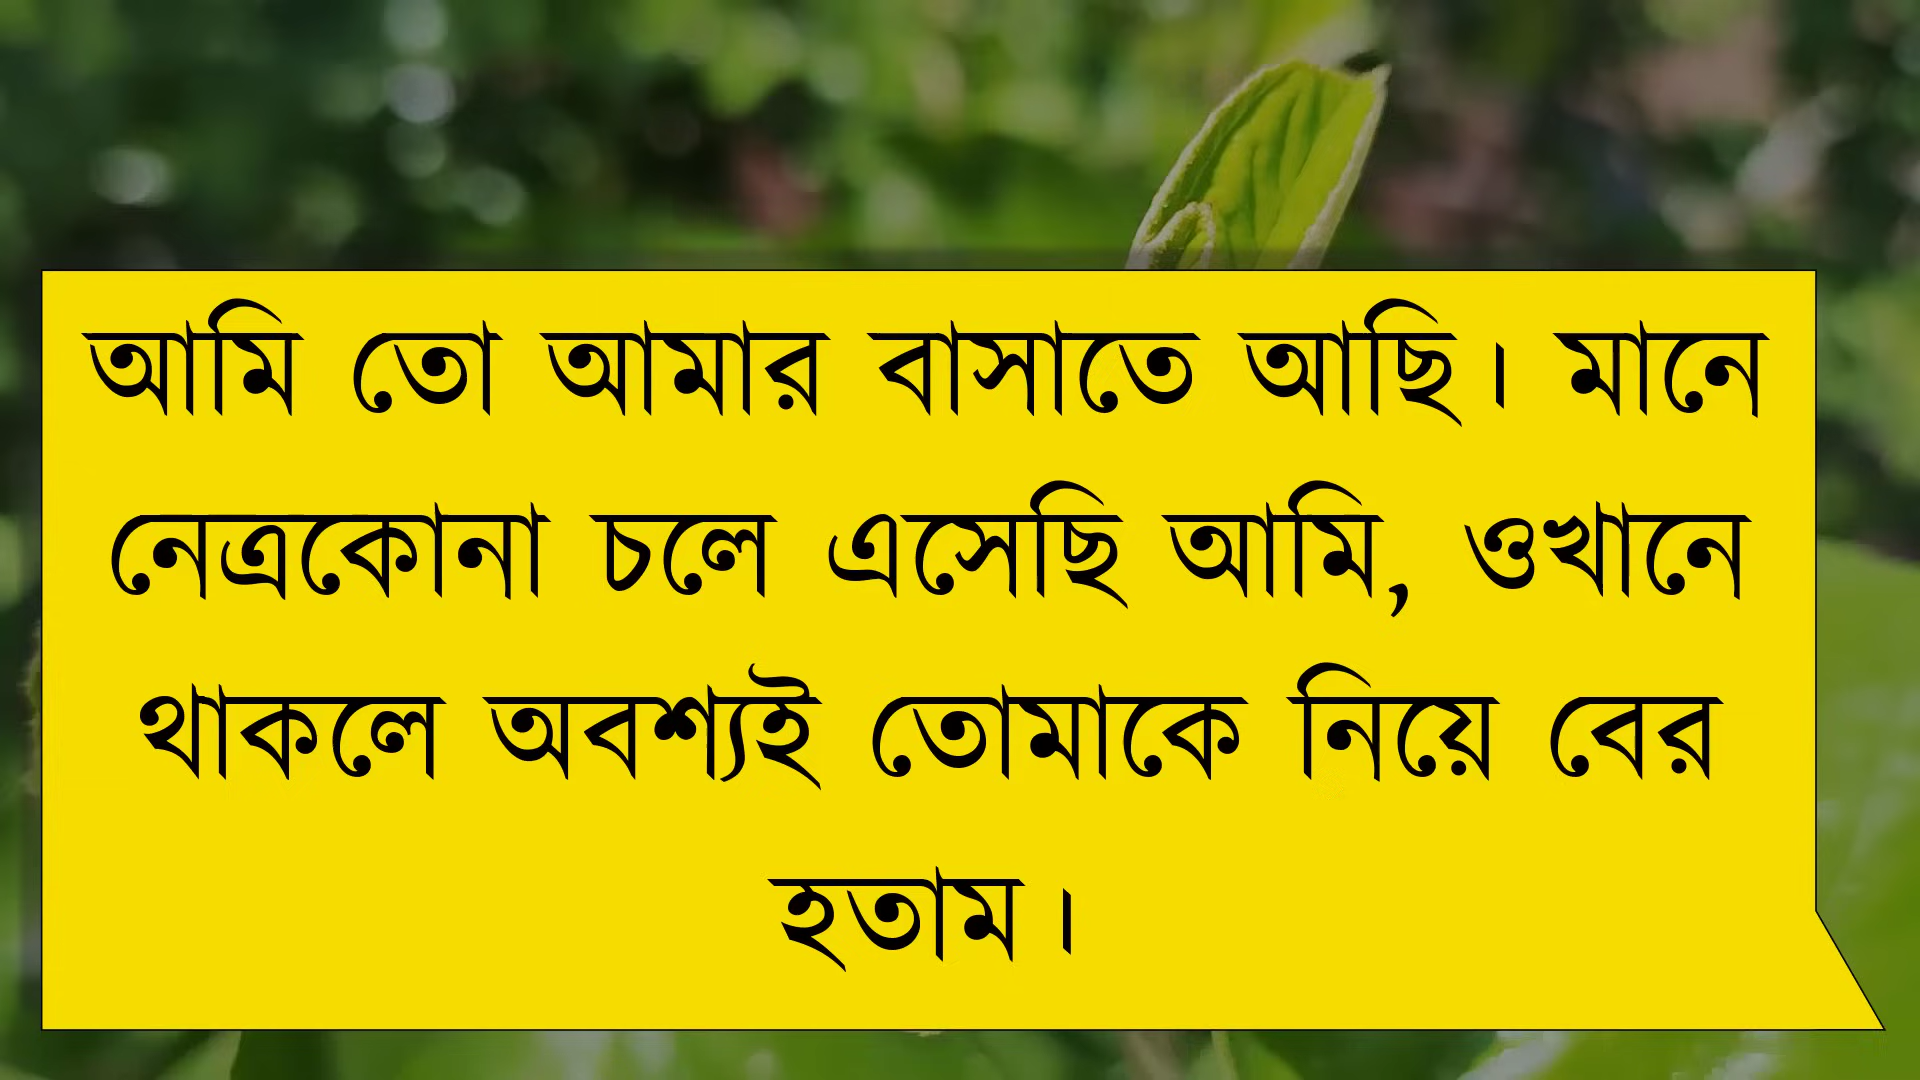 আমি তো আমার বাসাতে আছি। মানে
নেত্রকোনা চলে এসেছি আমি, ওখানে
থাকলে অবশ্যই তোমাকে নিয়ে বের
হতাম।